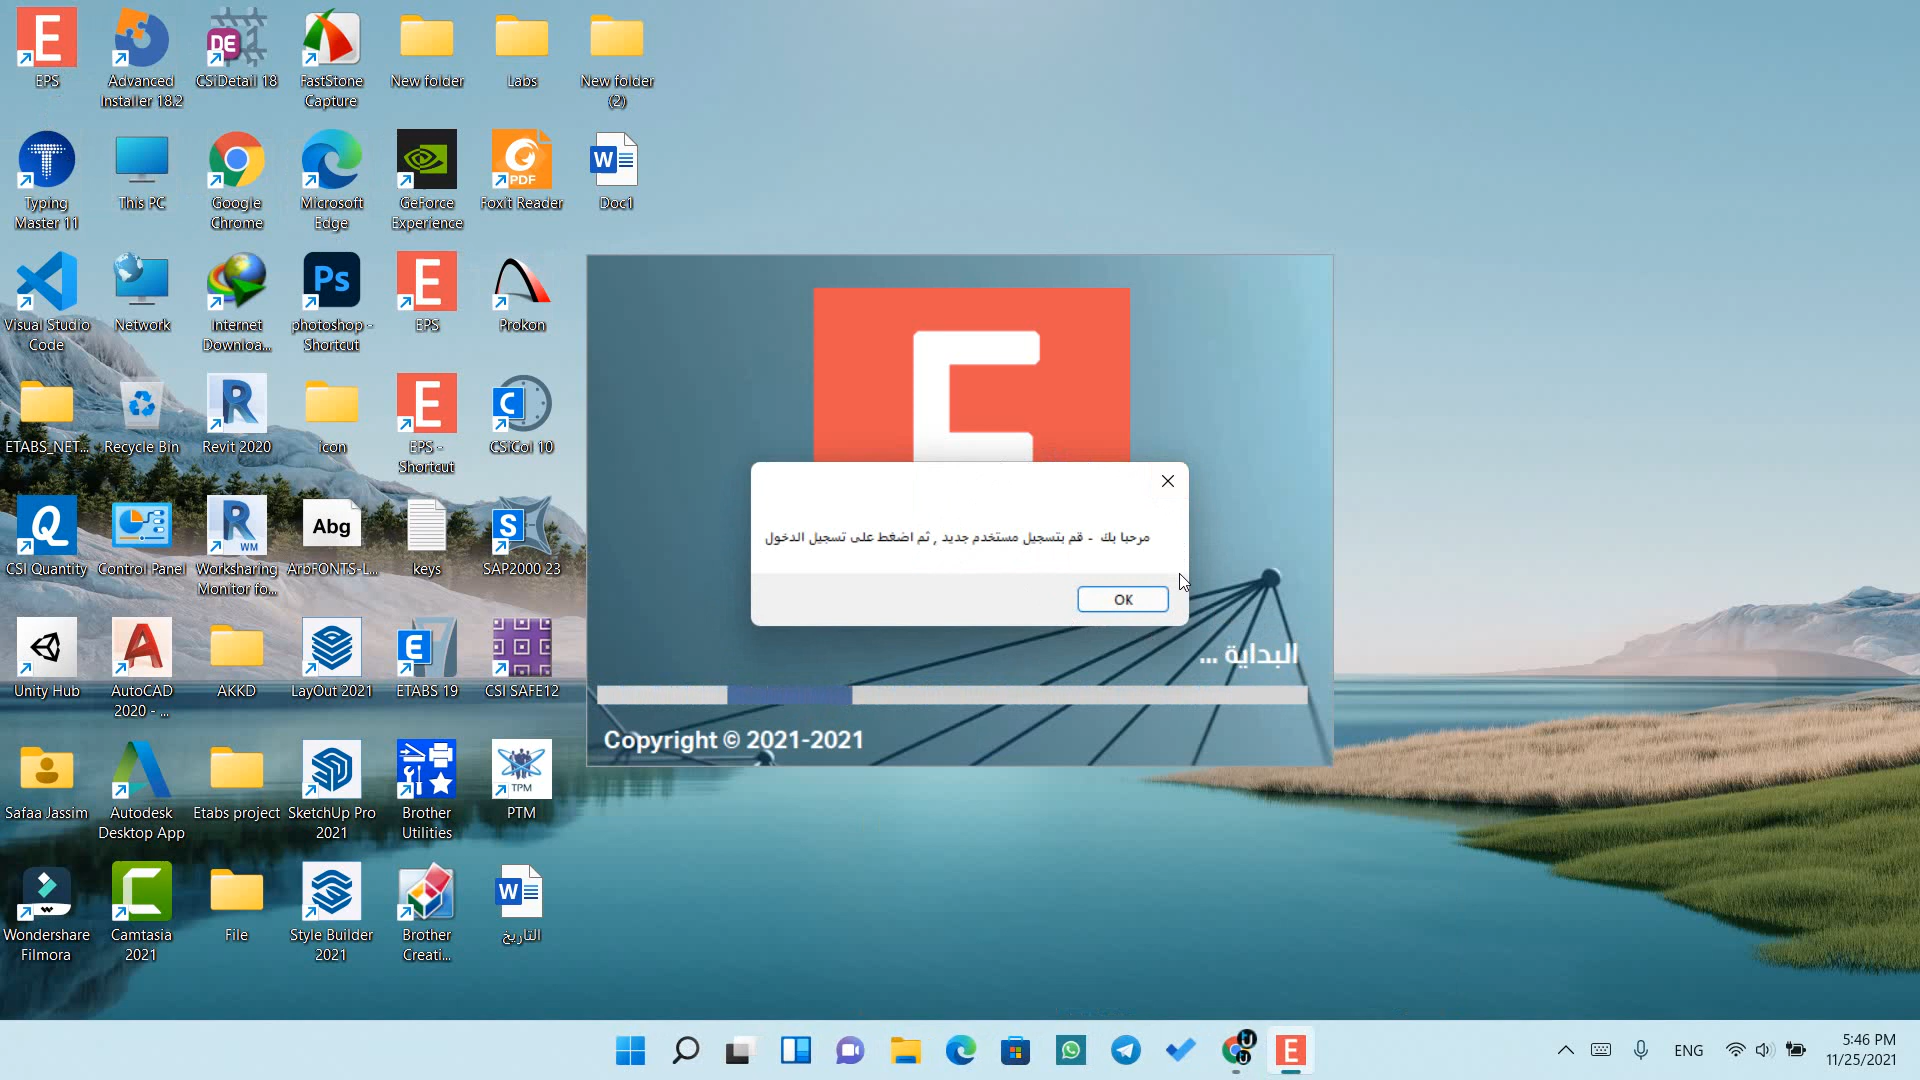 EPS
Advanced
Installer 18.2
CSiDetail 18
FastStone
Capture
New folder
Labs
New folder
(2)
Typing
Master 11
This PC
Google
Chrome
Microsoft
Edge
GeForce
Experience
Foxit Reader
Doc1
Visual Studio
Code
Network
Internet
Downloa...
photoshop -
Shortcut
EPS
Prokon
ETABS_NET...
Recycle Bin
Revit 2020
icon
EPS -
Shortcut
CSiCol 10
CSI Quantity
Control Panel
Worksharing
Monitor fo...
ArbFONTS-L...
keys
SAP2000 23
Unity Hub
AutoCAD
2020 - ...
AKKD
LayOut 2021
ETABS 19
CSI SAFE12
Safaa Jassim
Autodesk
Desktop App
Etabs project
SketchUp Pro
2021
Brother
Utilities
PTM
Wondershare
Filmora
Camtasia
2021
File
Style Builder
2021
Brother
Creati...
التاريخ
مرحبا بك - قم بتسجيل مستخدم جديد , ثم اضغط على تسجيل الدخول
OK
البداية ...
Copyright © 2021-2021
ENG
5:46 PM
11/25/2021
DE
PDF
W
Ps
E
C
Q
WM
Abg
S
TPM